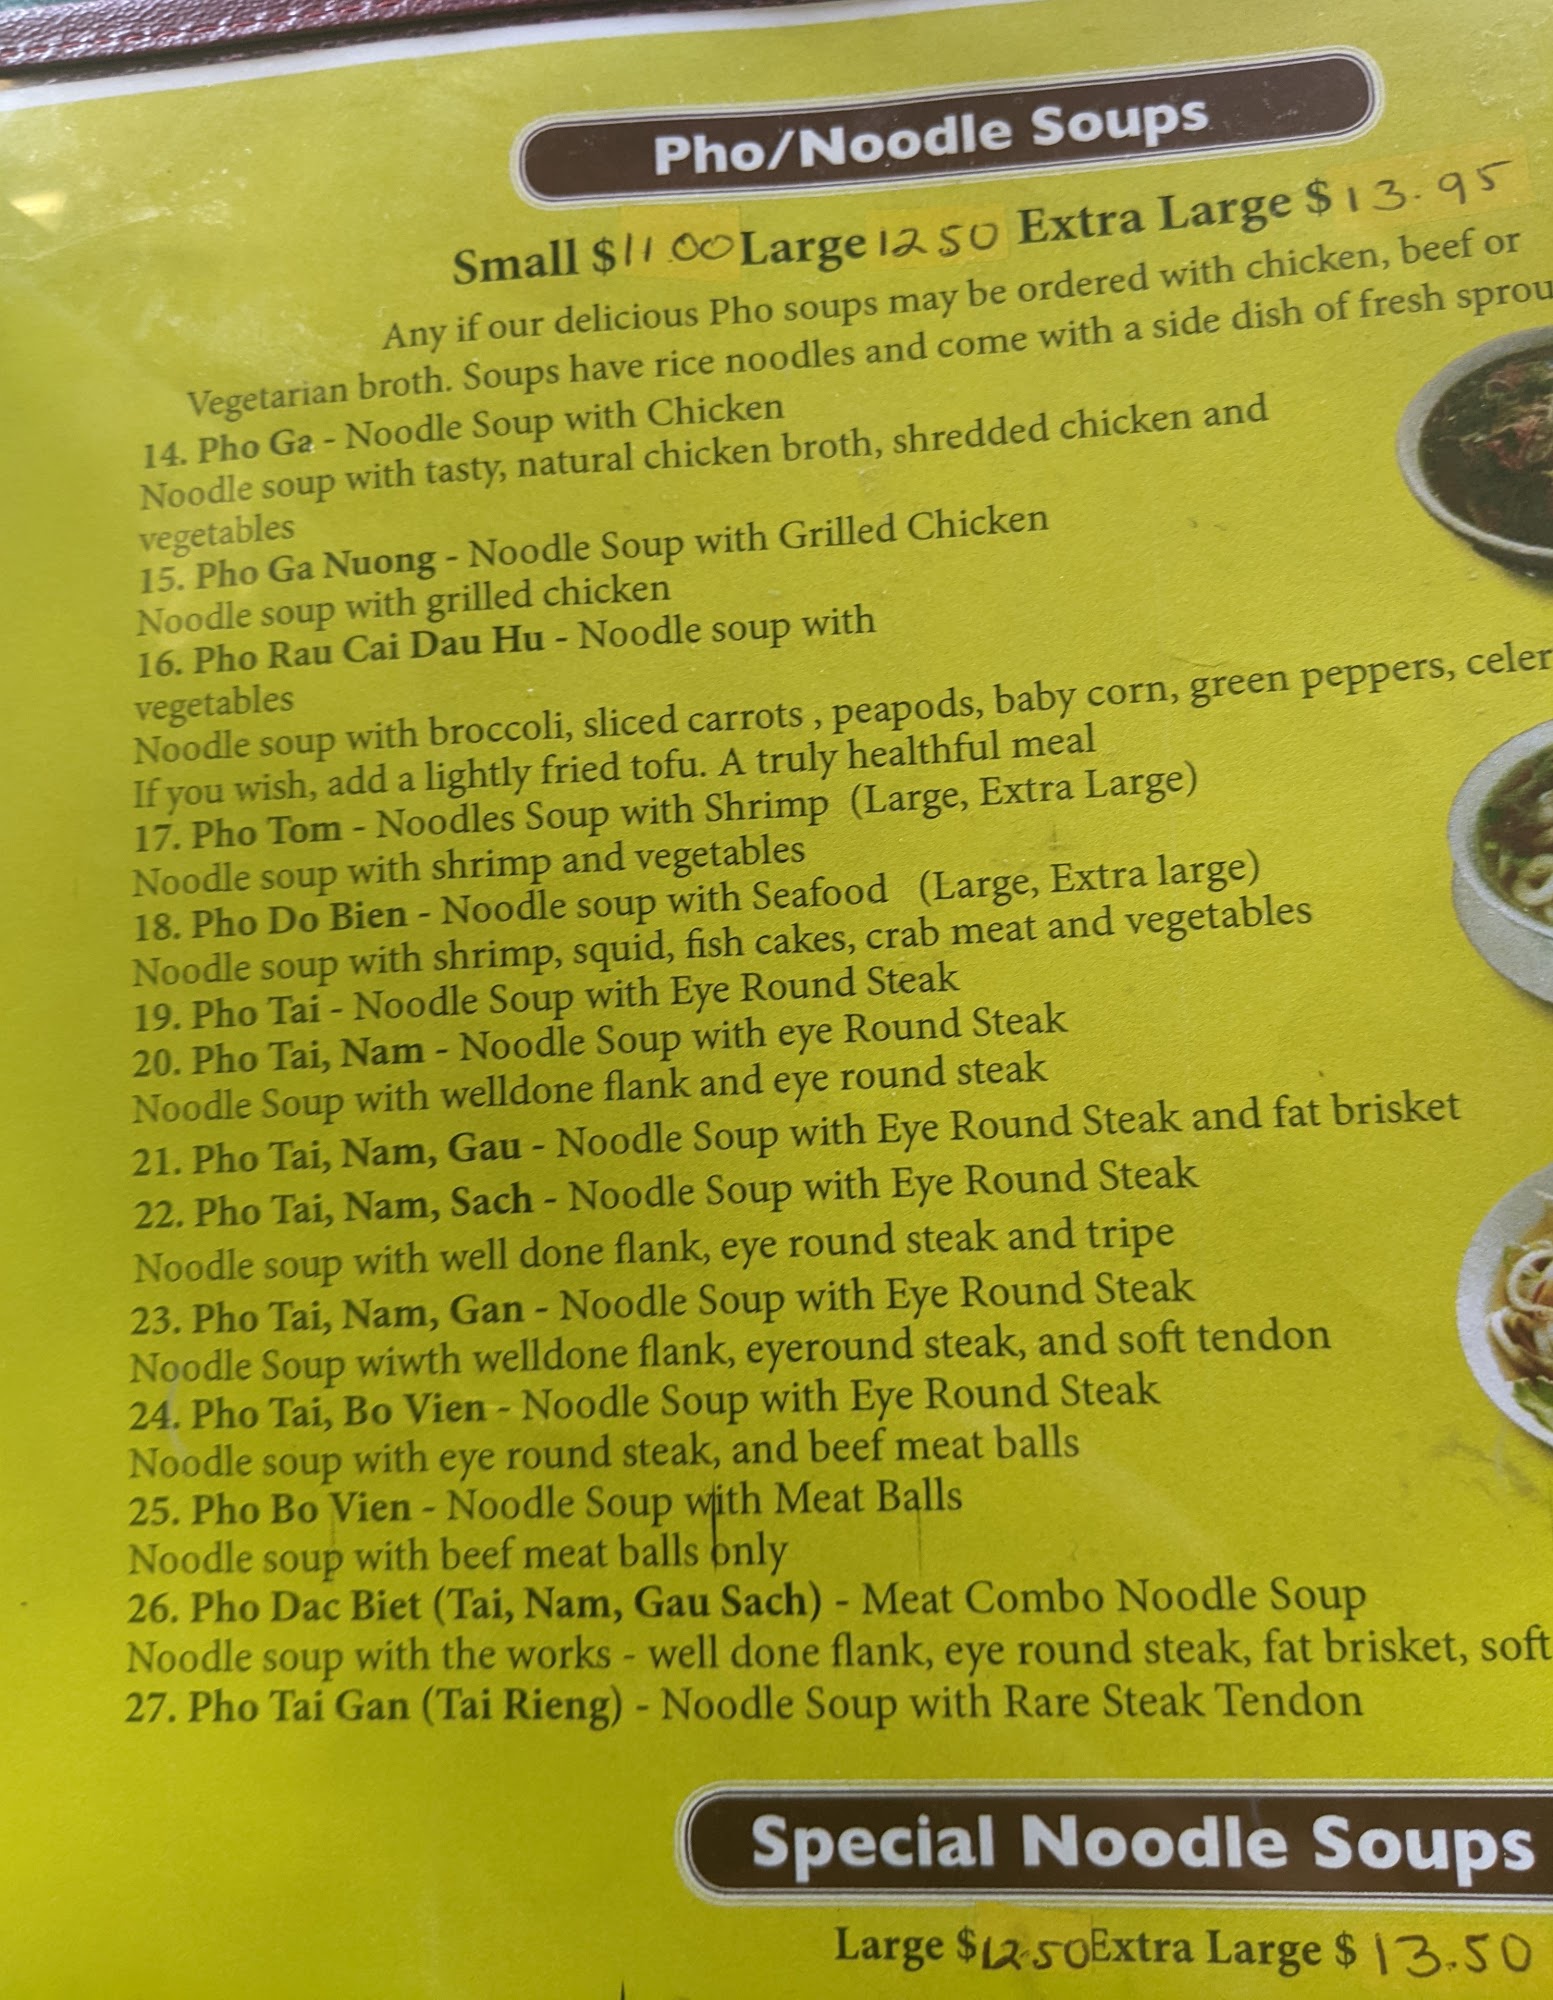 Pho/Noodle Soups
Small $11.00 Large 12 50 Extra Large $13.95
Any if our delicious Pho soups may be ordered with chicken, beef or
Vegetarian broth. Soups have rice noodles and come with a side dish of fresh
14. Pho Ga - Noodle Soup with Chicken
Noodle soup with tasty, natural chicken broth, shredded chicken and
vegetables
15. Pho Ga Nuong - Noodle Soup with Grilled Chicken
Noodle soup with grilled chicken
16. Pho Rau Cai Dau Hu - Noodle soup with
vegetables
Noodle soup with broccoli, sliced carrots , peapods, baby corn, green peppers,
If you wish, add a lightly fried tofu. A truly healthful meal
17. Pho Tom - Noodles Soup with Shrimp (Large, Extra Large)
Noodle soup with shrimp and vegetables
18. Pho Do Bien - Noodle soup with Seafood (Large, Extra large)
Noodle soup with shrimp, squid, fish cakes, crab meat and vegetables
19. Pho Tai - Noodle Soup with Eye Round Steak
20. Pho Tai, Nam - Noodle Soup with eye Round Steak
Noodle Soup with welldone flank and eye round steak
21. Pho Tai, Nam, Gau - Noodle Soup with Eye Round Steak and fat brisket
22. Pho Tai, Nam, Sach - Noodle Soup with Eye Round Steak
Noodle soup with well done flank, eye round steak and tripe
23. Pho Tai, Nam, Gan - Noodle Soup with Eye Round Steak
Noodle Soup wiwth welldone flank, eyeround steak, and soft tendon
24. Pho Tai, Bo Vien - Noodle Soup with Eye Round Steak
Noodle soup with eye round steak, and beef meat balls
25. Pho Bo Vien - Noodle Soup with Meat Balls
Noodle soup with beef meat balls only
26. Pho Dac Biet (Tai, Nam, Gau Sach) - Meat Combo Noodle Soup
Noodle soup with the works - well done flank, eye round steak, fat brisket, soft
27. Pho Tai Gan (Tai Rieng) - Noodle Soup with Rare Steak Tendon
Special Noodle Soups
Large $12.50 Extra Large $ 13.50